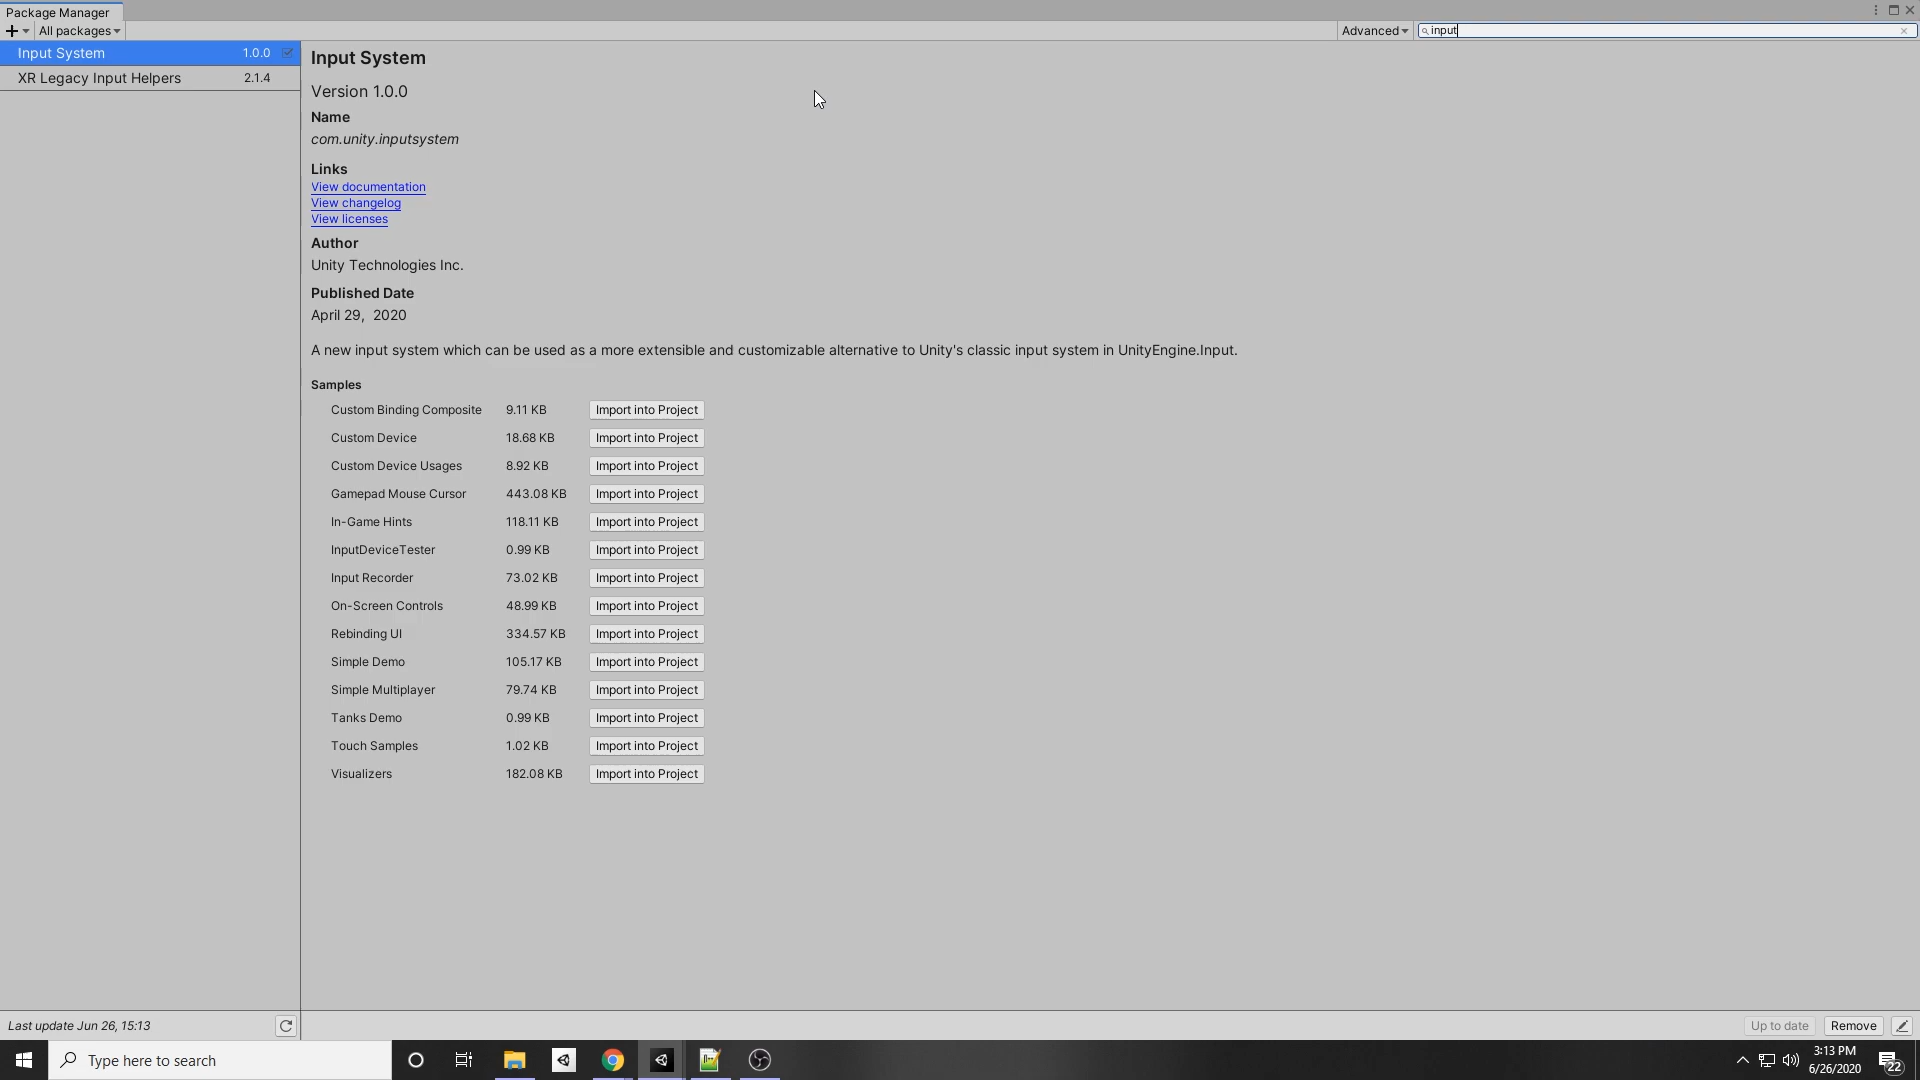 Package Manager
All packages
Advanced
input
Input System 1.0.0
XR Legacy Input Helpers 2.1.4
Input System
Version 1.0.0
Name
com.unity.inputsystem
Links
View documentation
View changelog
View licenses
Author
Unity Technologies Inc.
Published Date
April 29, 2020
A new input system which can be used as a more extensible and customizable alternative to Unity's classic input system in UnityEngine.Input.
Samples
Custom Binding Composite 9.11 KB Import into Project
Custom Device 18.68 KB Import into Project
Custom Device Usages 8.92 KB Import into Project
Gamepad Mouse Cursor 443.08 KB Import into Project
In-Game Hints 118.11 KB Import into Project
InputDeviceTester 0.99 KB Import into Project
Input Recorder 73.02 KB Import into Project
On-Screen Controls 48.99 KB Import into Project
Rebinding UI 334.57 KB Import into Project
Simple Demo 105.17 KB Import into Project
Simple Multiplayer 79.74 KB Import into Project
Tanks Demo 0.99 KB Import into Project
Touch Samples 1.02 KB Import into Project
Visualizers 182.08 KB Import into Project
Last update Jun 26, 15:13
Up to date
Remove
Type here to search
3:13 PM
6/26/2020
22